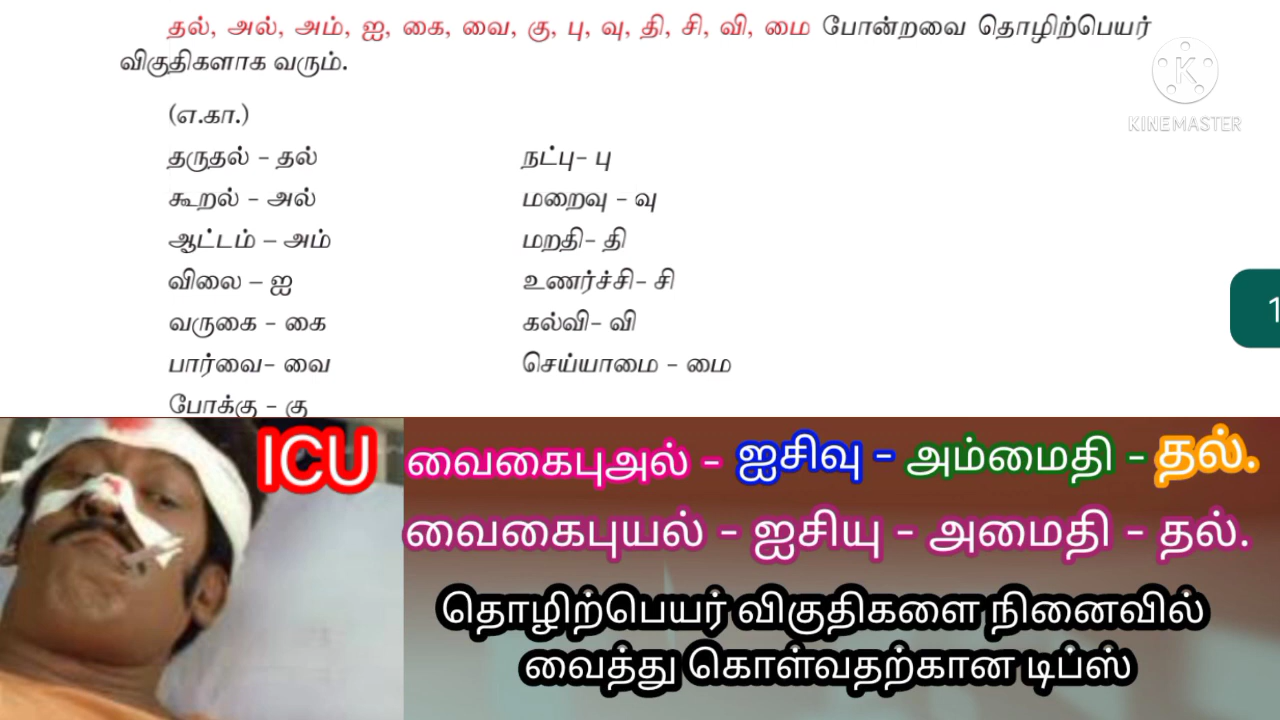 தல், அல், அம், ஐ, கை, வை, கு, பு, வு, தி, சி, வி, மை போன்றவை தொழிற்பெயர்
விகுதிகளாக வரும்.
KINEMASTER
(எ.கா.)
தருதல் – தல்
கூறல் – அல்
ஆட்டம் – அம்
விலை – ஐ
வருகை – கை
பார்வை– வை
போக்கு – கு
நட்பு– பு
மறைவு – வு
மறதி– தி
உணர்ச்சி– சி
கல்வி– வி
செய்யாமை – மை
1
ICU
வைகைபுஅல் – ஐசிவு – அம்மைதி – தல்.
வைகைபுயல் – ஐசியு – அமைதி – தல்.
தொழிற்பெயர் விகுதிகளை நினைவில்
வைத்து கொள்வதற்கான டிப்ஸ்